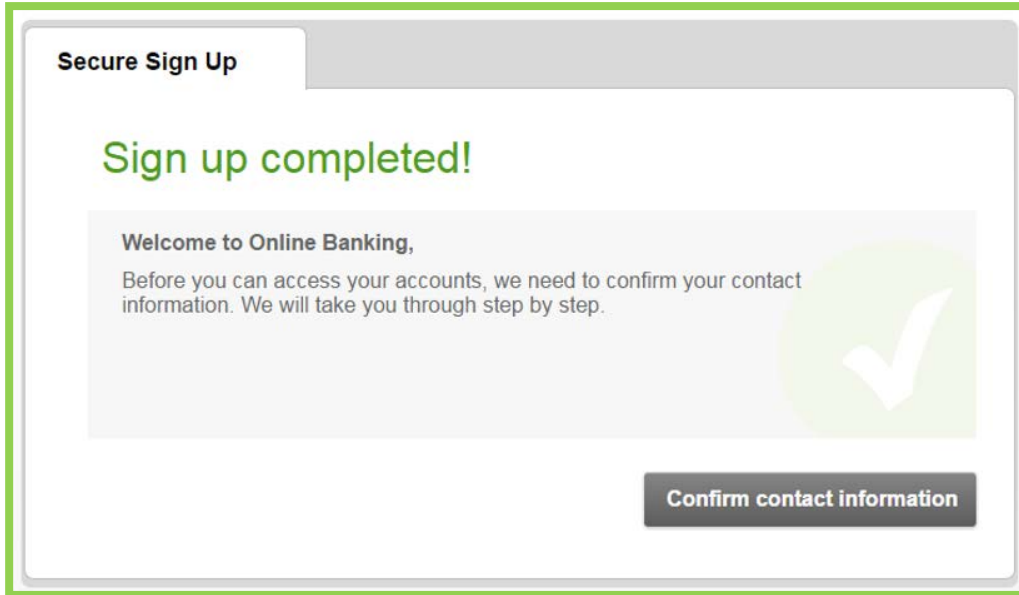 Secure Sign Up
Sign up completed!
Welcome to Online Banking,
Before you can access your accounts, we need to confirm your contact
information. We will take you through step by step.
Confirm contact information